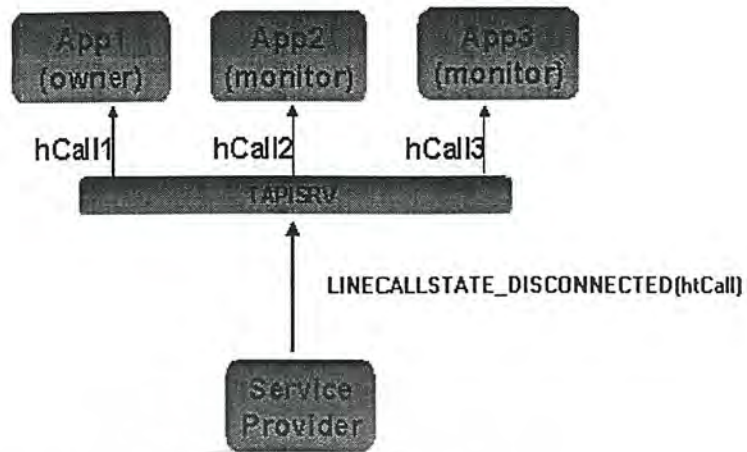 App1
(owner)
App2
(monitor)
App3
(monitor)
hCall1
hCall2
hCall3
TAPISRV
LINECALLSTATE_DISCONNECTED(htCall)
Service
Provider